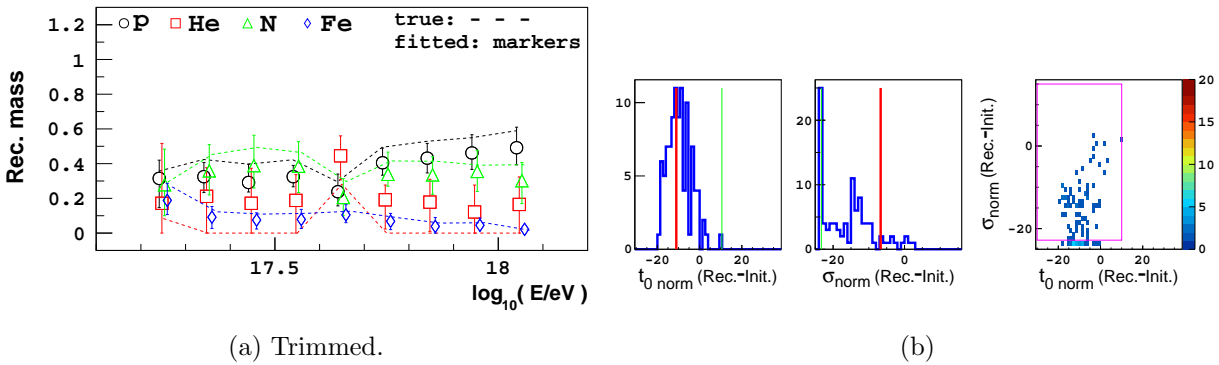 p He N Fe
true: - - -
fitted: markers
1.2
1
0.8
0.6
0.4
0.2
0
Rec. mass
17.5 18
log10( E/eV )
(a) Trimmed.
10
5
0
−20 0 20
t0 norm (Rec.-Init.)
20
10
0
−20 0
σnorm (Rec.-Init.)
0
−20
σnorm (Rec.-Init.)
−20 0 20
t0 norm (Rec.-Init.)
20
15
10
5
0
(b)